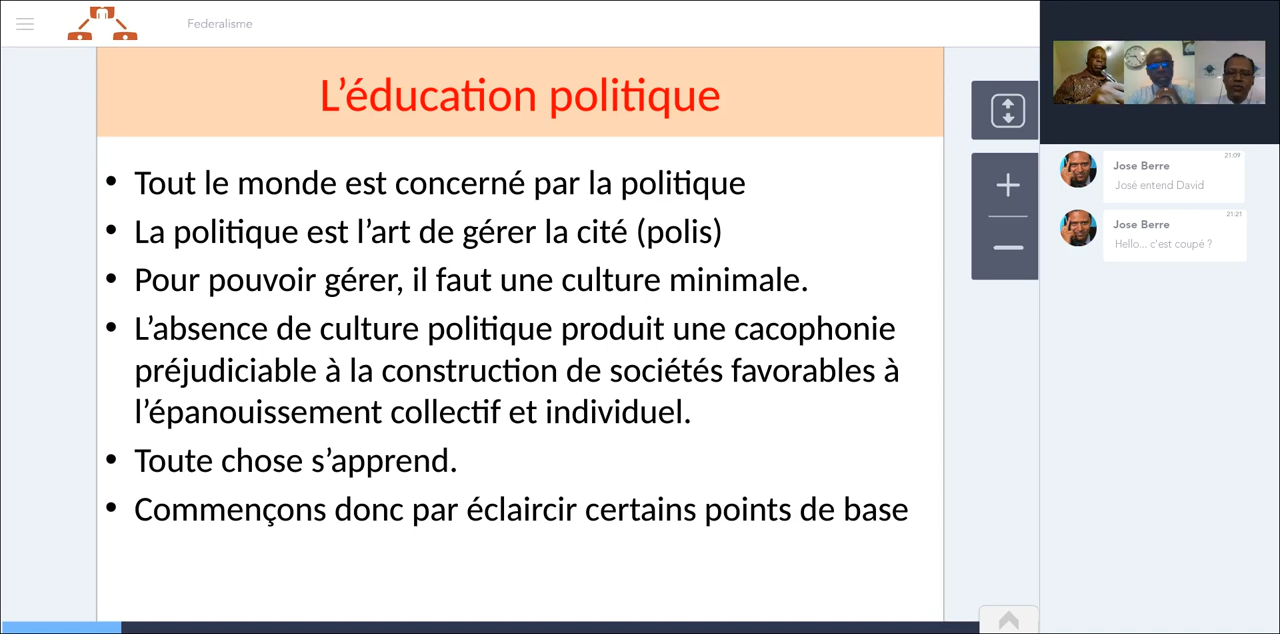 Federalisme
L’éducation politique
• Tout le monde est concerné par la politique
• La politique est l’art de gérer la cité (polis)
• Pour pouvoir gérer, il faut une culture minimale.
• L’absence de culture politique produit une cacophonie
préjudiciable à la construction de sociétés favorables à
l’épanouissement collectif et individuel.
• Toute chose s’apprend.
• Commençons donc par éclaircir certains points de base
21:09
Jose Berre
José entend David
21:21
Jose Berre
Hello... c'est coupé ?